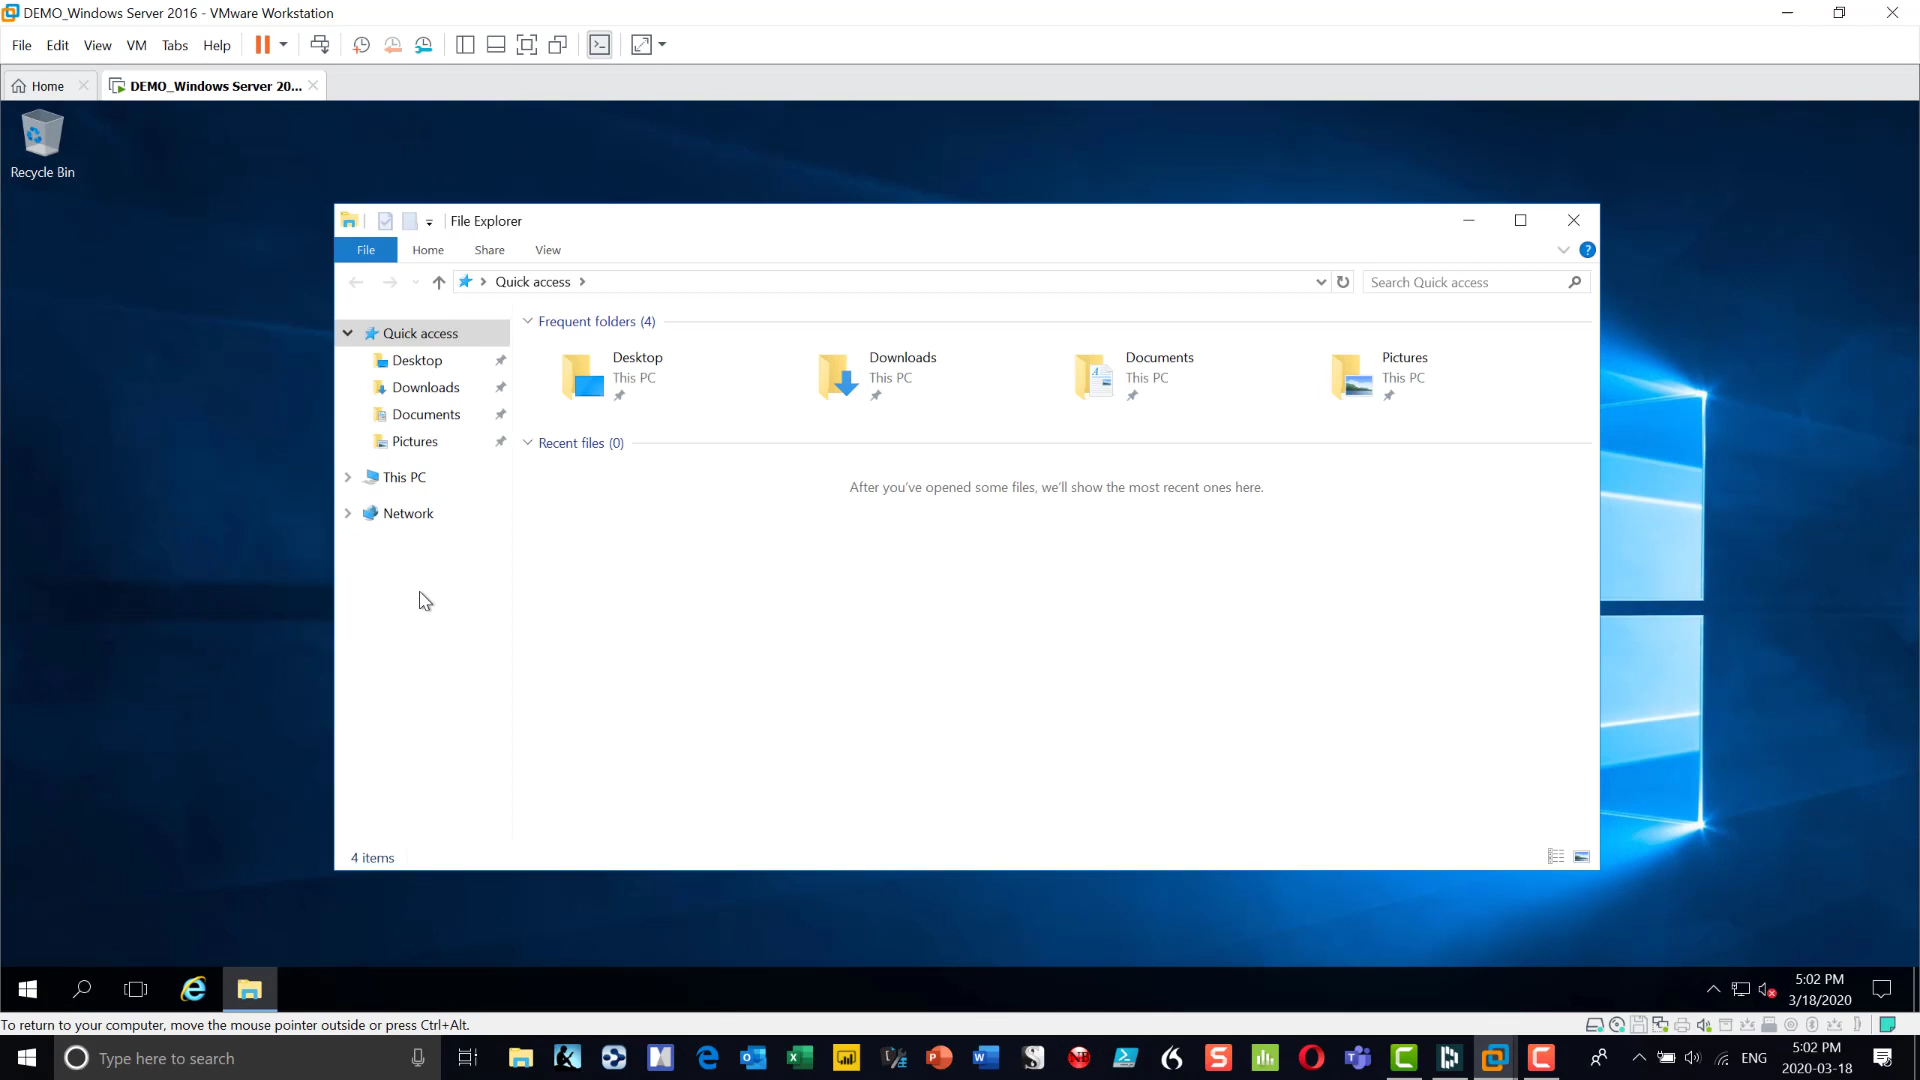 DEMO_Windows Server 2016 - VMware Workstation
File Edit View VM Tabs Help
Home DEMO_Windows Server 20...
Recycle Bin
File Explorer
File Home Share View
Quick access
Search Quick access
Quick access
Desktop
Downloads
Documents
Pictures
This PC
Network
Frequent folders (4)
Desktop
This PC
Downloads
This PC
Documents
This PC
Pictures
This PC
Recent files (0)
After you've opened some files, we'll show the most recent ones here.
4 items
5:02 PM
3/18/2020
To return to your computer, move the mouse pointer outside or press Ctrl+Alt.
Type here to search
ENG
5:02 PM
2020-03-18